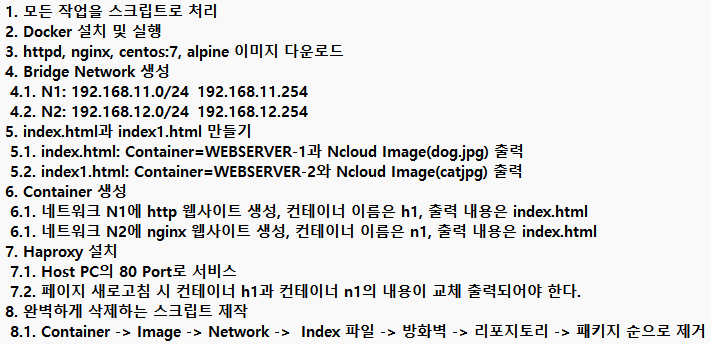 1. 모든 작업을 스크립트로 처리
2. Docker 설치 및 실행
3. httpd, nginx, centos:7, alpine 이미지 다운로드
4. Bridge Network 생성
4.1. N1: 192.168.11.0/24 192.168.11.254
4.2. N2: 192.168.12.0/24 192.168.12.254
5. index.html과 index1.html 만들기
5.1. index.html: Container=WEBSERVER-1과 Ncloud Image(dog.jpg) 출력
5.2. index1.html: Container=WEBSERVER-2와 Ncloud Image(catjpg) 출력
6. Container 생성
6.1. 네트워크 N1에 http 웹사이트 생성, 컨테이너 이름은 h1, 출력 내용은 index.html
6.1. 네트워크 N2에 nginx 웹사이트 생성, 컨테이너 이름은 n1, 출력 내용은 index.html
7. Haproxy 설치
7.1. Host PC의 80 Port로 서비스
7.2. 페이지 새로고침 시 컨테이너 h1과 컨테이너 n1의 내용이 교체 출력되어야 한다.
8. 완벽하게 삭제하는 스크립트 제작
8.1. Container -> Image -> Network -> Index 파일 -> 방화벽 -> 리포지토리 -> 패키지 순으로 제거